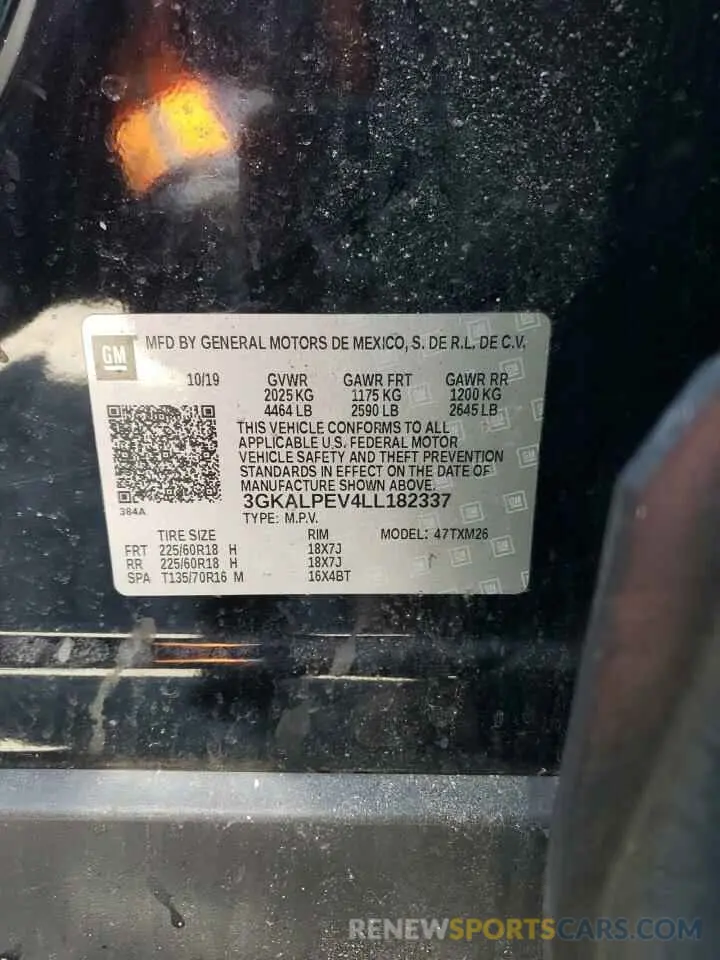 GM
MFD BY GENERAL MOTORS DE MEXICO, S. DE R.L. DE C.V.
10/19 GVWR GAWR FRT GAWR RR
2025 KG 1175 KG 1200 KG
4464 LB 2590 LB 2645 LB
THIS VEHICLE CONFORMS TO ALL
APPLICABLE U.S. FEDERAL MOTOR
VEHICLE SAFETY AND THEFT PREVENTION
STANDARDS IN EFFECT ON THE DATE OF
MANUFACTURE SHOWN ABOVE.
384A
3GKALPEV4LL182337
TYPE: M.P.V.
TIRE SIZE RIM MODEL: 47TXM26
FRT 225/60R18 H 18X7J
RR 225/60R18 H 18X7J
SPA T135/70R16 M 16X4BT
RENEWSPORTSCARS.COM